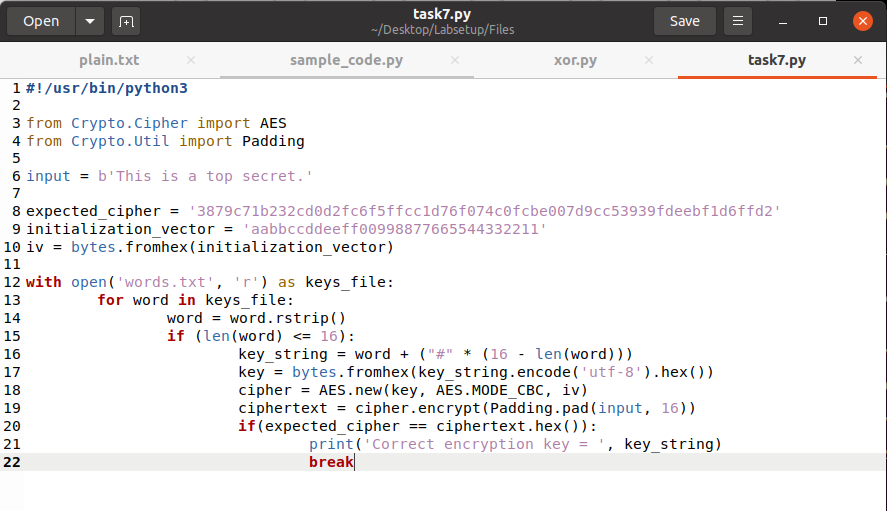 Open
task7.py
~/Desktop/Labsetup/Files
Save
plain.txt
sample_code.py
xor.py
task7.py
1 #!/usr/bin/python3
2
3 from Crypto.Cipher import AES
4 from Crypto.Util import Padding
5
6 input = b'This is a top secret.'
7
8 expected_cipher = '3879c71b232cd0d2fc6f5ffcc1d76f074c0fcbe007d9cc53939fdeebf1d6ffd2'
9 initialization_vector = 'aabbccddeeff00998877665544332211'
10 iv = bytes.fromhex(initialization_vector)
11
12 with open('words.txt', 'r') as keys_file:
13         for word in keys_file:
14                 word = word.rstrip()
15                 if (len(word) <= 16):
16                         key_string = word + ("#" * (16 - len(word)))
17                         key = bytes.fromhex(key_string.encode('utf-8').hex())
18                         cipher = AES.new(key, AES.MODE_CBC, iv)
19                         ciphertext = cipher.encrypt(Padding.pad(input, 16))
20                         if(expected_cipher == ciphertext.hex()):
21                                 print('Correct encryption key = ', key_string)
22                                 break